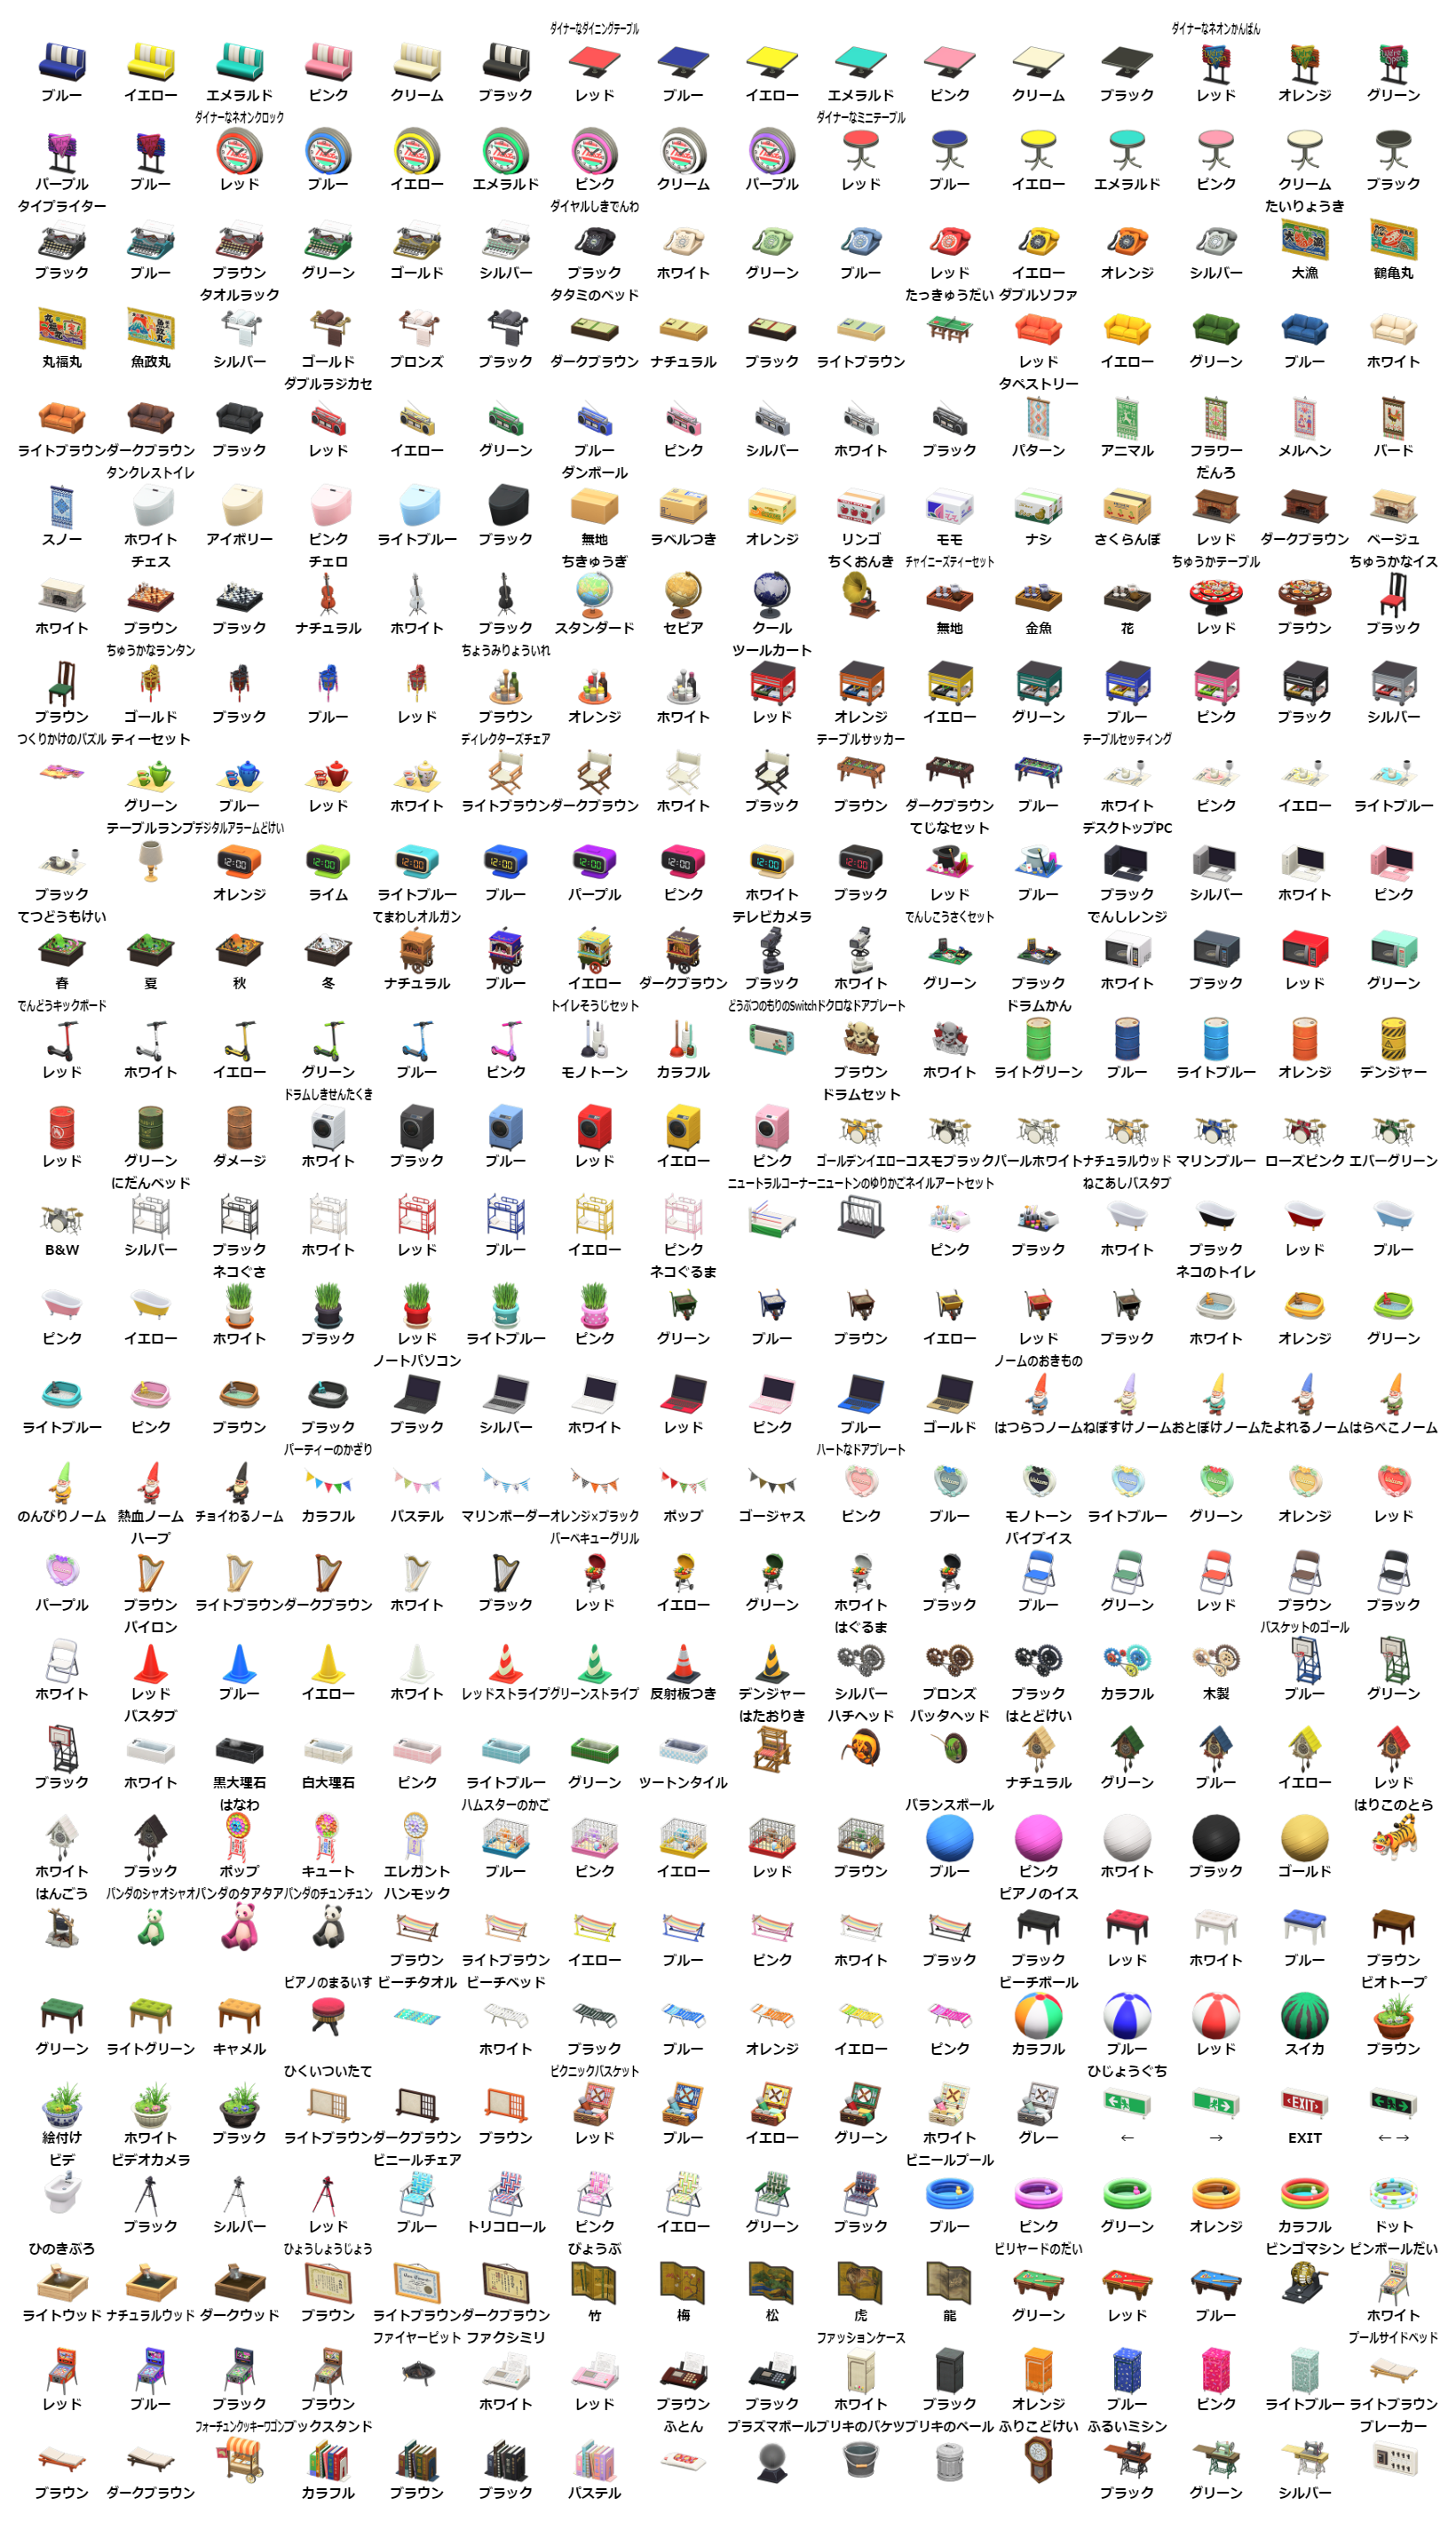 ダイナーなダイニングテーブル ダイナーなネオンかんばん
ブルー イエロー エメラルド ピンク クリーム ブラック レッド ブルー イエロー エメラルド ピンク クリーム ブラック レッド オレンジ グリーン
ダイナーなネオンクロック ダイナーなミニテーブル
パープル ブルー レッド ブルー イエロー エメラルド ピンク クリーム パープル レッド ブルー イエロー エメラルド ピンク クリーム ブラック
タイプライター ダイヤルしきでんわ たいりょうき
ブラック ブルー ブラウン グリーン ゴールド シルバー ブラック ホワイト グリーン ブルー レッド イエロー オレンジ シルバー 大漁 鶴亀丸
タオルラック タタミのベッド たっきゅうだい ダブルソファ
丸福丸 魚政丸 シルバー ゴールド ブロンズ ブラック ダークブラウン ナチュラル ブラック ライトブラウン レッド イエロー グリーン ブルー ホワイト
ダブルラジカセ タペストリー
ライトブラウン ダークブラウン ブラック レッド イエロー グリーン ブルー ピンク シルバー ホワイト ブラック パターン アニマル フラワー メルヘン バード
タンクレストイレ ダンボール だんろ
スノー ホワイト アイボリー ピンク ライトブルー ブラック 無地 ラベルつき オレンジ リンゴ モモ ナシ さくらんぼ レッド ダークブラウン ベージュ
チェス チェロ ちきゅうぎ ちくおんき チャイニーズティーセット ちゅうかテーブル ちゅうかなイス
ホワイト ブラウン ブラック ナチュラル ホワイト ブラック スタンダード セピア クール 無地 金魚 花 レッド ブラウン ブラック
ちゅうかなランタン ちょうみりょういれ ツールカート
ブラウン ゴールド ブラック ブルー レッド ブラウン オレンジ ホワイト レッド オレンジ イエロー グリーン ブルー ピンク ブラック シルバー
つくりかけのパズル ティーセット ディレクターズチェア テーブルサッカー テーブルセッティング
グリーン ブルー レッド ホワイト ライトブラウン ダークブラウン ホワイト ブラック ブラウン ダークブラウン ブルー ホワイト ピンク イエロー ライトブルー
テーブルランプ デジタルアラームどけい てじなセット デスクトップPC
ブラック オレンジ ライム ライトブルー ブルー パープル ピンク ホワイト ブラック レッド ブルー ブラック シルバー ホワイト ピンク
てつどうもけい てまわしオルガン テレビカメラ でんしこうさくセット でんしレンジ
春 夏 秋 冬 ナチュラル ブルー イエロー ダークブラウン ブラック ホワイト グリーン ブラック ホワイト ブラック レッド グリーン
でんどうキックボード トイレそうじセット どうぶつのもりのSwitch ドクロなドアプレート ドラムかん
レッド ホワイト イエロー グリーン ブルー ピンク モノトーン カラフル ブラウン ホワイト ライトグリーン ブルー ライトブルー オレンジ デンジャー
ドラムしきせんたくき ドラムセット
レッド グリーン ダメージ ホワイト ブラック ブルー レッド イエロー ピンク ゴールデンイエロー コスモブラック パールホワイト ナチュラルウッド マリンブルー ローズピンク エバーグリーン
にだんベッド ニュートラルコーナー ニュートンのゆりかご ネイルアートセット ねこあしバスタブ
B&W シルバー ブラック ホワイト レッド ブルー イエロー ピンク ピンク ブラック ホワイト ブラック レッド ブルー
ネコぐさ ネコぐるま ネコのトイレ
ピンク イエロー ホワイト ブラック レッド ライトブルー ピンク グリーン ブルー ブラウン イエロー レッド ブラック ホワイト オレンジ グリーン
ノートパソコン ノームのおきもの
ライトブルー ピンク ブラウン ブラック ブラック シルバー ホワイト レッド ピンク ブルー ゴールド はつらつノーム ねぼすけノーム おとぼけノーム たよれるノーム はらぺこノーム
パーティーのかざり ハートなドアプレート
のんびりノーム 熱血ノーム チョイわるノーム カラフル パステル マリンボーダー オレンジ×ブラック ポップ ゴージャス ピンク ブルー モノトーン ライトブルー グリーン オレンジ レッド
ハープ バーベキューグリル パイプイス
パープル ブラウン ライトブラウン ダークブラウン ホワイト ブラック レッド イエロー グリーン ホワイト ブラック ブルー グリーン レッド ブラウン ブラック
パイロン はぐるま バスケットのゴール
ホワイト レッド ブルー イエロー ホワイト レッドストライプ グリーンストライプ 反射板つき デンジャー シルバー ブロンズ ブラック カラフル 木製 ブルー グリーン
バスタブ はたおりき ハチヘッド バッタヘッド はとどけい
ブラック ホワイト 黒大理石 白大理石 ピンク ライトブルー グリーン ツートンタイル ナチュラル グリーン ブルー イエロー レッド
はなわ ハムスターのかご バランスボール はりこのとら
ホワイト ブラック ポップ キュート エレガント ブルー ピンク イエロー レッド ブラウン ブルー ピンク ホワイト ブラック ゴールド
はんごう パンダのシャオシャオ パンダのタアタア パンダのチュンチュン ハンモック ピアノのイス
ブラウン ライトブラウン イエロー ブルー ピンク ホワイト ブラック ブラック レッド ホワイト ブルー ブラウン
ピアノのまるいす ビーチタオル ビーチベッド ビーチボール ビオトープ
グリーン ライトグリーン キャメル ホワイト ブラック ブルー オレンジ イエロー ピンク カラフル ブルー レッド スイカ ブラウン
ひくいついたて ピクニックバスケット ひじょうぐち
絵付け ホワイト ブラック ライトブラウン ダークブラウン ブラウン レッド ブルー イエロー グリーン ホワイト グレー ← → EXIT ← →
ビデ ビデオカメラ ビニールチェア ビニールプール
ブラック シルバー レッド ブルー トリコロール ピンク イエロー グリーン ブラック ブルー ピンク グリーン オレンジ カラフル ドット
ひのきぶろ ひょうしょうじょう びょうぶ ビリヤードのだい ビンゴマシン ピンボールだい
ライトウッド ナチュラルウッド ダークウッド ブラウン ライトブラウン ダークブラウン 竹 梅 松 虎 龍 グリーン レッド ブルー ホワイト
ファイヤーピット ファクシミリ ファッションケース プールサイドベッド
レッド ブルー ブラック ブラウン ホワイト レッド ブラウン ブラック ホワイト ブラック オレンジ ブルー ピンク ライトブルー ライトブラウン
フォーチュンクッキーワゴン ブックスタンド ふとん プラズマボール ブリキのバケツ ブリキのペール ふりこどけい ふるいミシン ブレーカー
ブラウン ダークブラウン カラフル ブラウン ブラック パステル ブラック グリーン シルバー